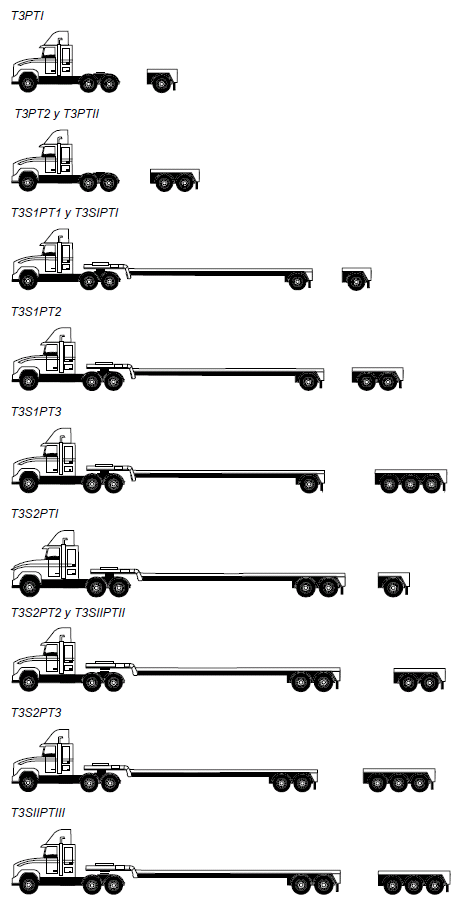 T3PTI
T3PT2 y T3PTII
T3S1PT1 y T3SIPTI
T3S1PT2
T3S1PT3
T3S2PTI
T3S2PT2 y T3SIIPTII
T3S2PT3
T3SIIPTIII